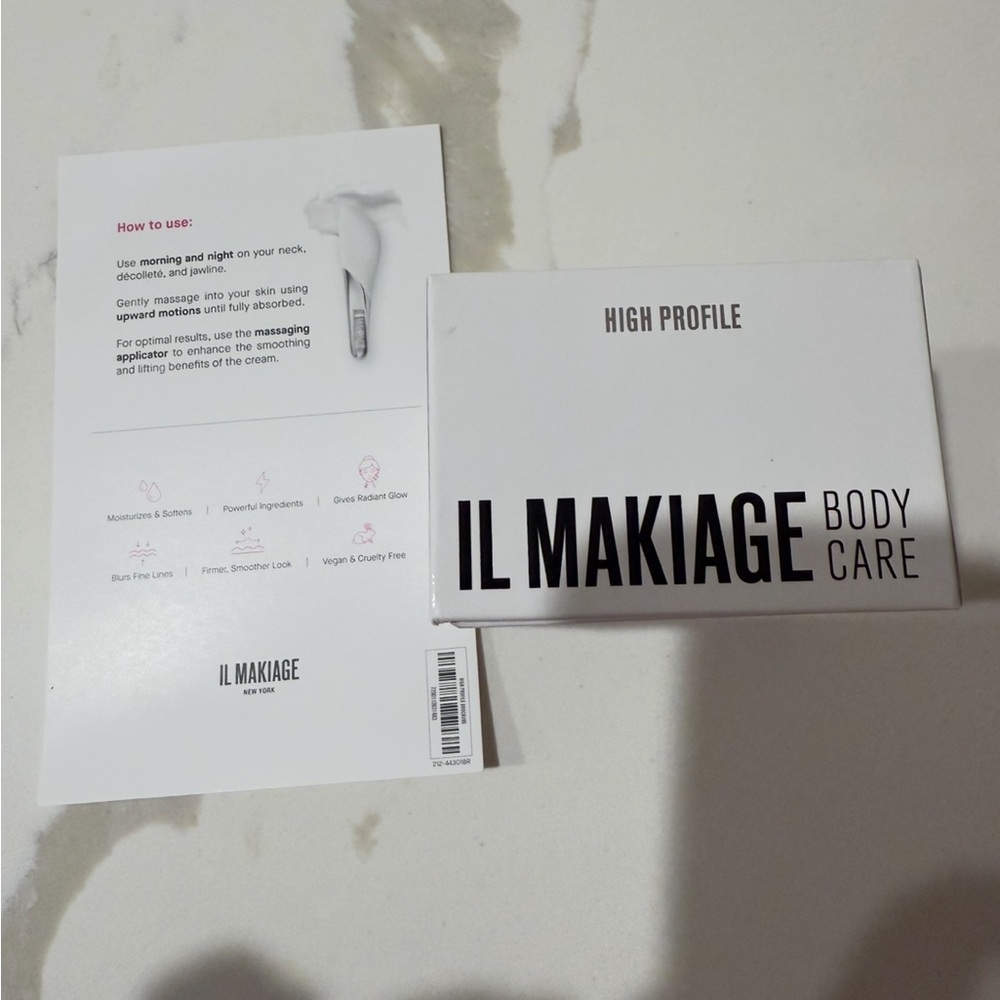 How to use:
Use morning and night on your neck,
décolleté, and jawline.
Gently massage into your skin using
upward motions until fully absorbed.
For optimal results, use the massaging
applicator to enhance the smoothing
and lifting benefits of the cream.
Moisturizes & Softens | Powerful Ingredients | Gives Radiant Glow
Blurs Fine Lines | Firmer, Smoother Look | Vegan & Cruelty Free
IL MAKIAGE
NEW YORK
212-44301BR
HIGH PROFILE
IL MAKIAGE BODY
CARE